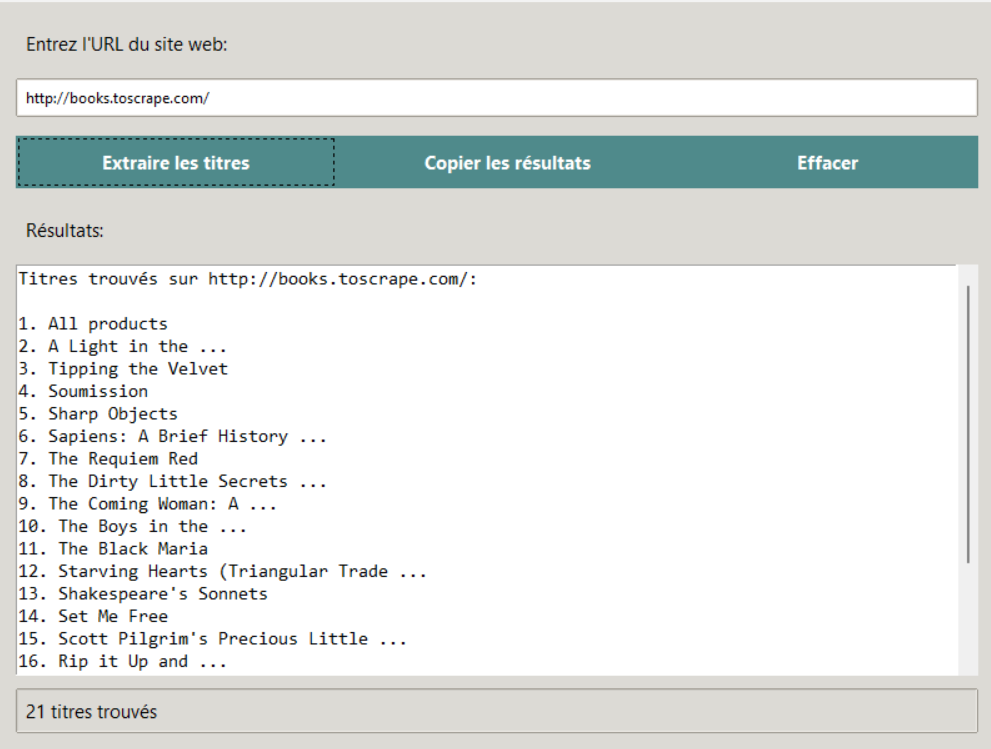 Entrez l'URL du site web:
http://books.toscrape.com/
Extraire les titres Copier les résultats Effacer
Résultats:
Titres trouvés sur http://books.toscrape.com/:
1. All products
2. A Light in the ...
3. Tipping the Velvet
4. Soumission
5. Sharp Objects
6. Sapiens: A Brief History ...
7. The Requiem Red
8. The Dirty Little Secrets ...
9. The Coming Woman: A ...
10. The Boys in the ...
11. The Black Maria
12. Starving Hearts (Triangular Trade ...
13. Shakespeare's Sonnets
14. Set Me Free
15. Scott Pilgrim's Precious Little ...
16. Rip it Up and ...
21 titres trouvés